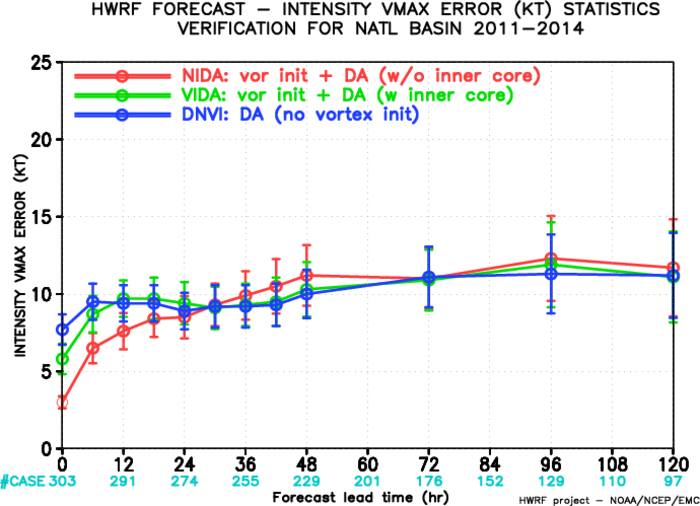 HWRF FORECAST – INTENSITY VMAX ERROR (KT) STATISTICS
VERIFICATION FOR NATL BASIN 2011–2014
NIDA: vor init + DA (w/o inner core)
VIDA: vor init + DA (w inner core)
DNVI: DA (no vortex init)
INTENSITY VMAX ERROR (KT)
25
20
15
10
5
0
0 12 24 36 48 60 72 84 96 108 120
#CASE 303 291 274 255 229 201 176 152 129 110 97
Forecast lead time (hr)
HWRF project – NOAA/NCEP/EMC